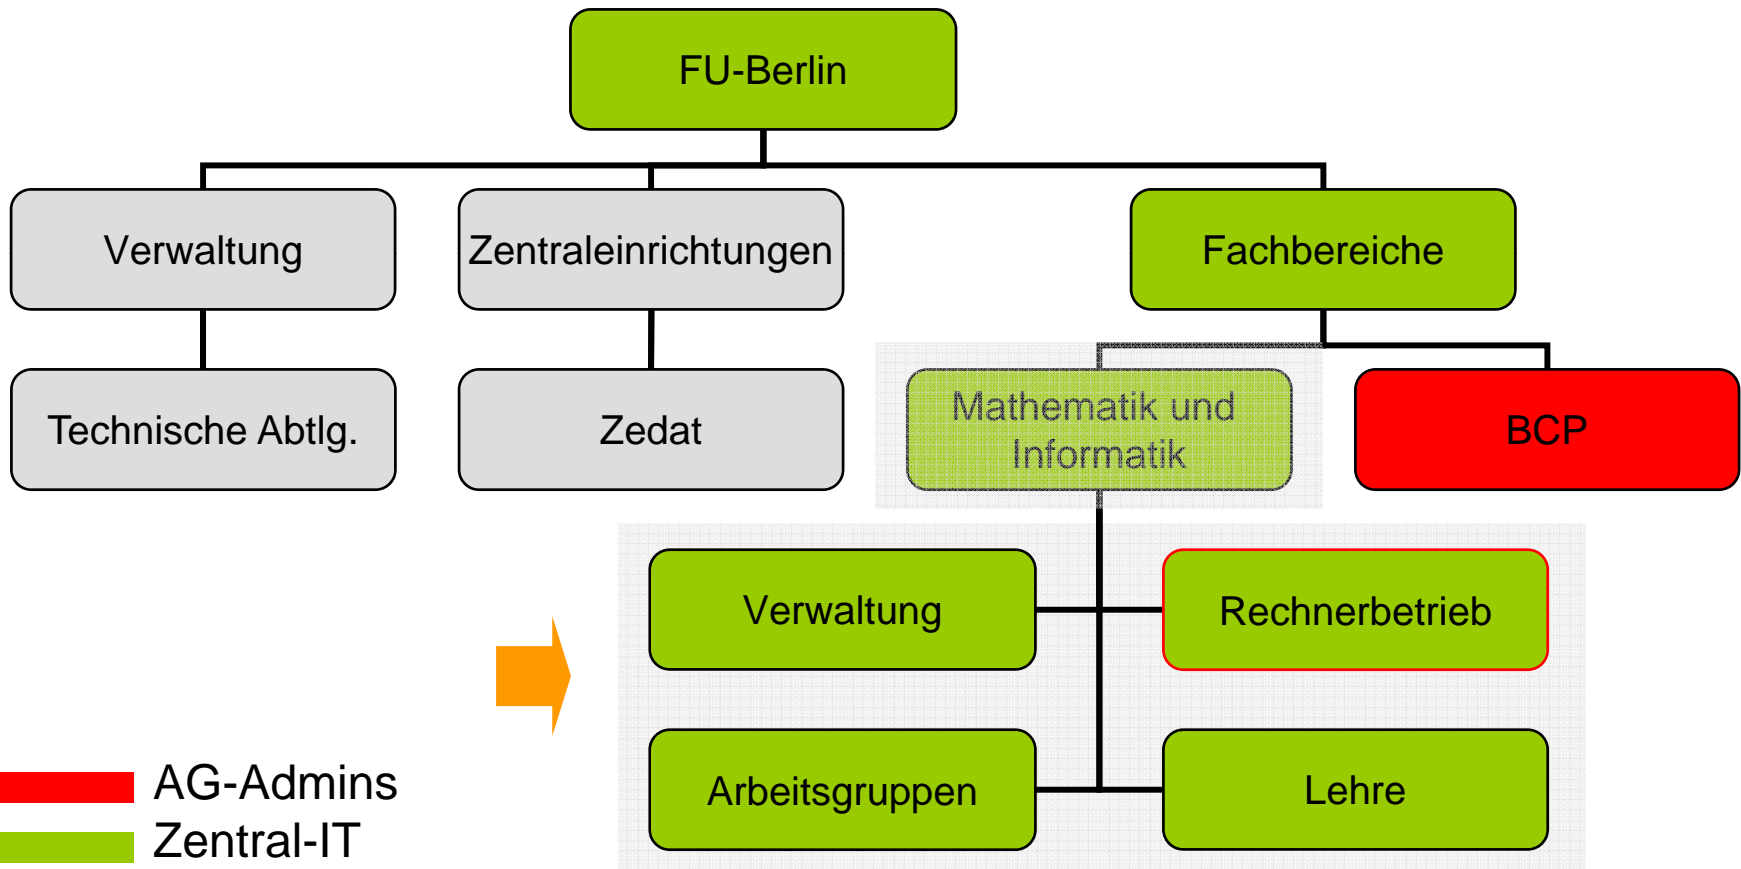 FU-Berlin
Verwaltung
Zentraleinrichtungen
Fachbereiche
Technische Abtlg.
Zedat
Mathematik und
Informatik
BCP
Verwaltung
Rechnerbetrieb
Arbeitsgruppen
Lehre
AG-Admins
Zentral-IT